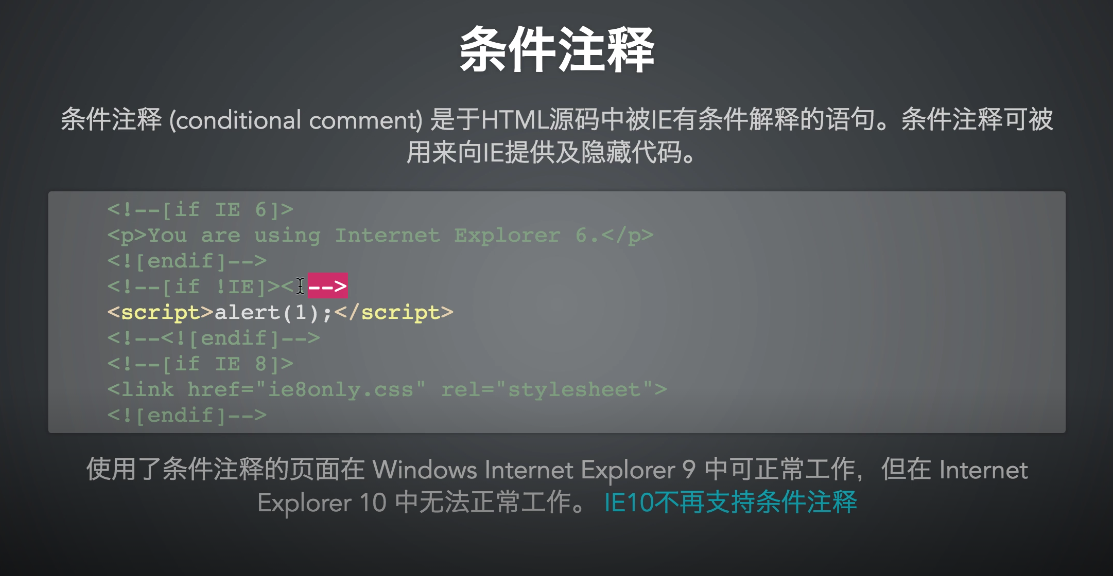 条件注释
条件注释 (conditional comment) 是于HTML源码中被IE有条件解释的语句。条件注释可被
用来向IE提供及隐藏代码。
<!--[if IE 6]>
<p>You are using Internet Explorer 6.</p>
<![endif]-->
<!--[if !IE]><!-->
<script>alert(1);</script>
<!--<![endif]-->
<!--[if IE 8]>
<link href="ie8only.css" rel="stylesheet">
<![endif]-->
使用了条件注释的页面在 Windows Internet Explorer 9 中可正常工作，但在 Internet
Explorer 10 中无法正常工作。 IE10不再支持条件注释